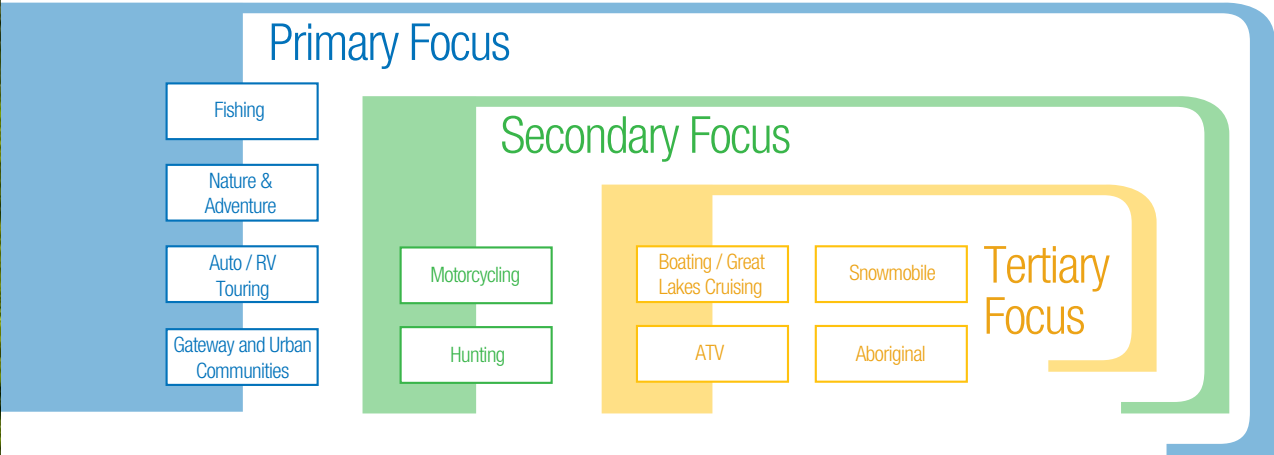 Primary Focus
Fishing
Nature &
Adventure
Auto / RV
Touring
Gateway and Urban
Communities
Secondary Focus
Motorcycling
Hunting
Tertiary
Focus
Boating / Great
Lakes Cruising
Snowmobile
ATV
Aboriginal